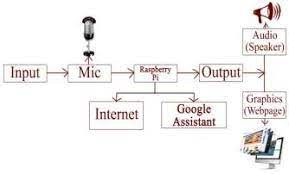 Audio
(Speaker)
Input
Mic
Raspberry
Pi
Output
Graphics
(Webpage)
Internet
Google
Assistant